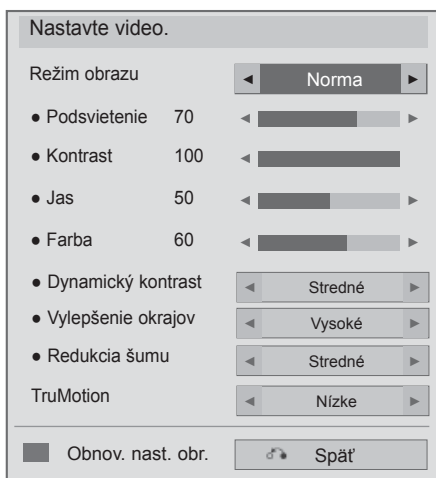 Nastavte video.
Režim obrazu ◄ Norma ►
● Podsvietenie 70 ◄ ►
● Kontrast 100 ◄
● Jas 50 ◄ ►
● Farba 60 ◄ ►
● Dynamický kontrast ◄ Stredné ►
● Vylepšenie okrajov ◄ Vysoké ►
● Redukcia šumu ◄ Stredné ►
TruMotion ◄ Nízke ►
Obnov. nast. obr. Späť